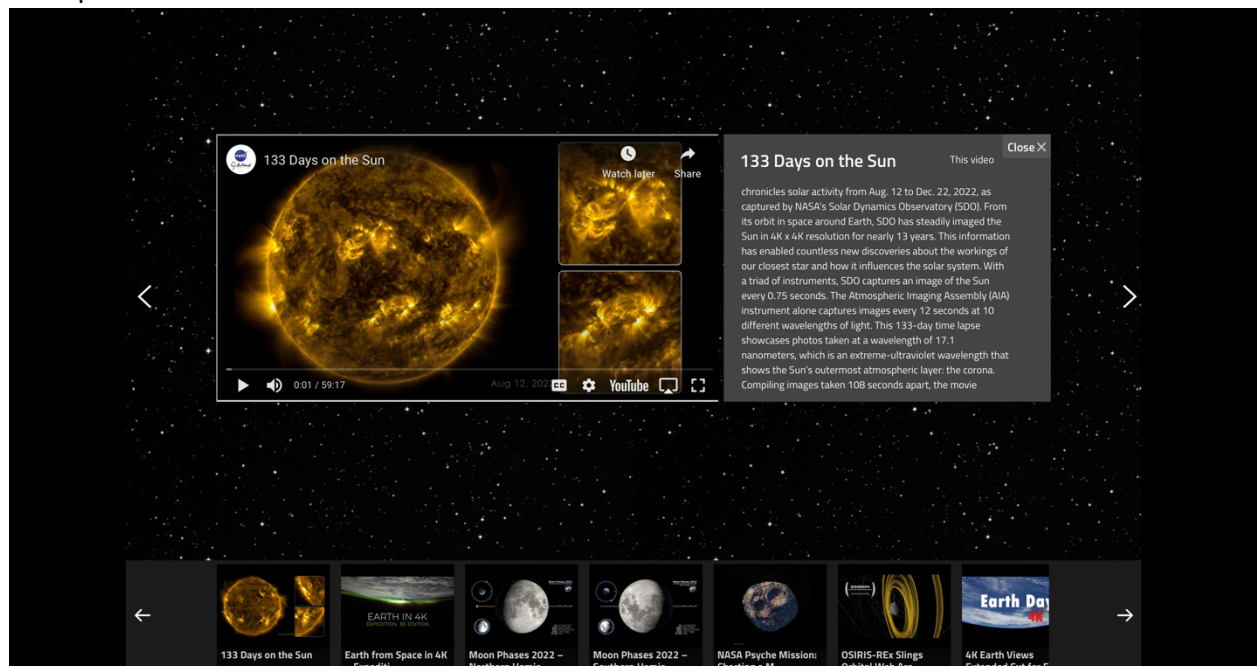 133 Days on the Sun
Watch later
Share
0:01 / 59:17
Aug 12, 202
CC
YouTube
Close
133 Days on the Sun
This video
chronicles solar activity from Aug. 12 to Dec. 22, 2022, as
captured by NASA's Solar Dynamics Observatory (SDO). From
its orbit in space around Earth, SDO has steadily imaged the
Sun in 4K x 4K resolution for nearly 13 years. This information
has enabled countless new discoveries about the workings of
our closest star and how it influences the solar system. With
a triad of instruments, SDO captures an image of the Sun
every 0.75 seconds. The Atmospheric Imaging Assembly (AIA)
instrument alone captures images every 12 seconds at 10
different wavelengths of light. This 133-day time lapse
showcases photos taken at a wavelength of 17.1
nanometers, which is an extreme-ultraviolet wavelength that
shows the Sun's outermost atmospheric layer: the corona.
Compiling images taken 108 seconds apart, the movie
EARTH IN 4K
EXPEDITION 65 EDITION
Earth Day
4K
133 Days on the Sun
Earth from Space in 4K
Moon Phases 2022 –
Moon Phases 2022 –
NASA Psyche Mission:
OSIRIS-REx Slings
4K Earth Views